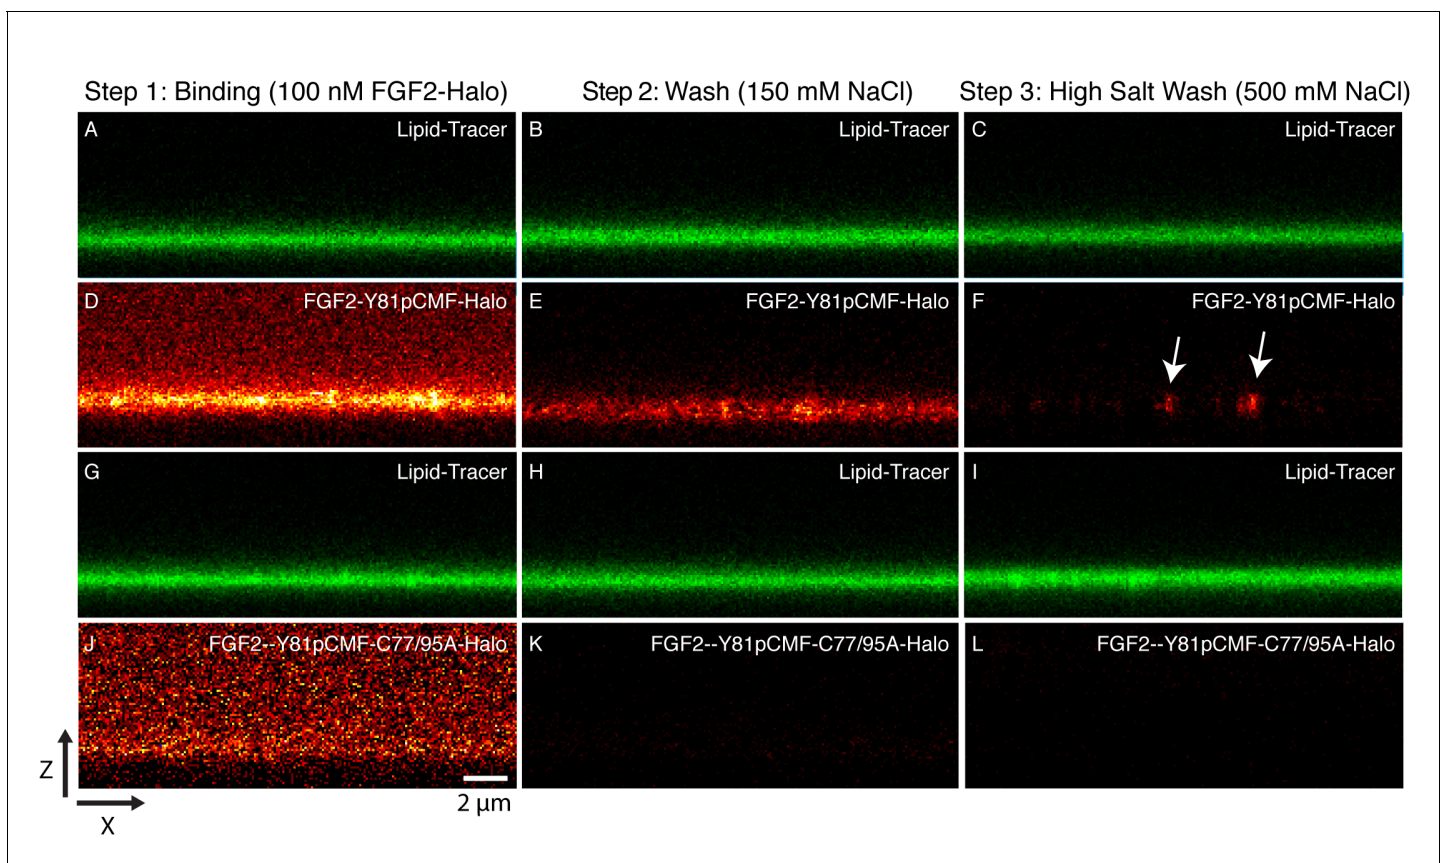 Step 1: Binding (100 nM FGF2-Halo)
Step 2: Wash (150 mM NaCl)
Step 3: High Salt Wash (500 mM NaCl)
A
Lipid-Tracer
B
Lipid-Tracer
C
Lipid-Tracer
D
FGF2-Y81pCMF-Halo
E
FGF2-Y81pCMF-Halo
F
FGF2-Y81pCMF-Halo
G
Lipid-Tracer
H
Lipid-Tracer
I
Lipid-Tracer
J
FGF2--Y81pCMF-C77/95A-Halo
K
FGF2--Y81pCMF-C77/95A-Halo
L
FGF2--Y81pCMF-C77/95A-Halo
Z
X
2 µm